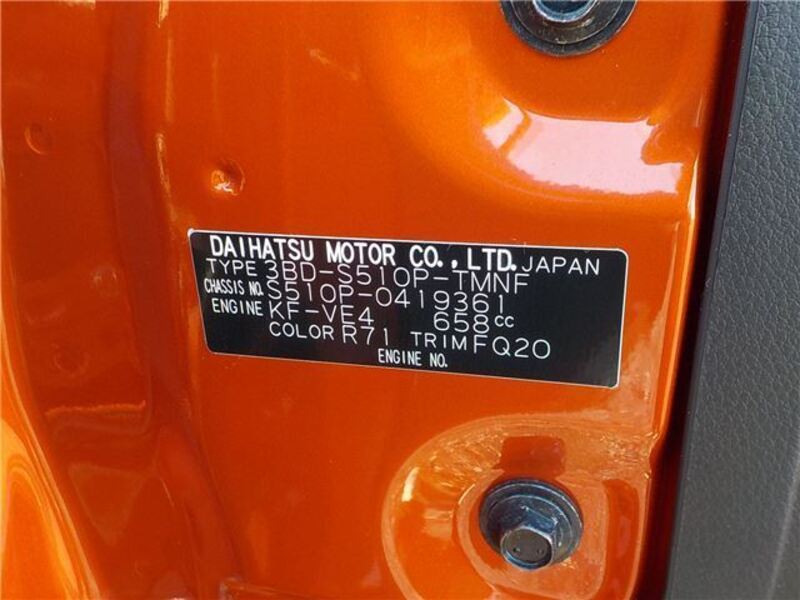 DAIHATSU MOTOR CO.,LTD. JAPAN
TYPE 3BD-S510P-TMNF
CHASSIS NO. S510P-0419361
ENGINE KF-VE4 658cc
COLOR R71 TRIM FQ20
ENGINE NO.